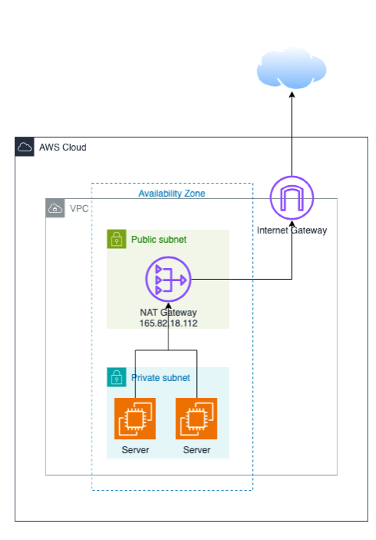 AWS Cloud
Availability Zone
VPC
Internet Gateway
Public subnet
NAT Gateway
165.82.18.112
Private subnet
Server
Server